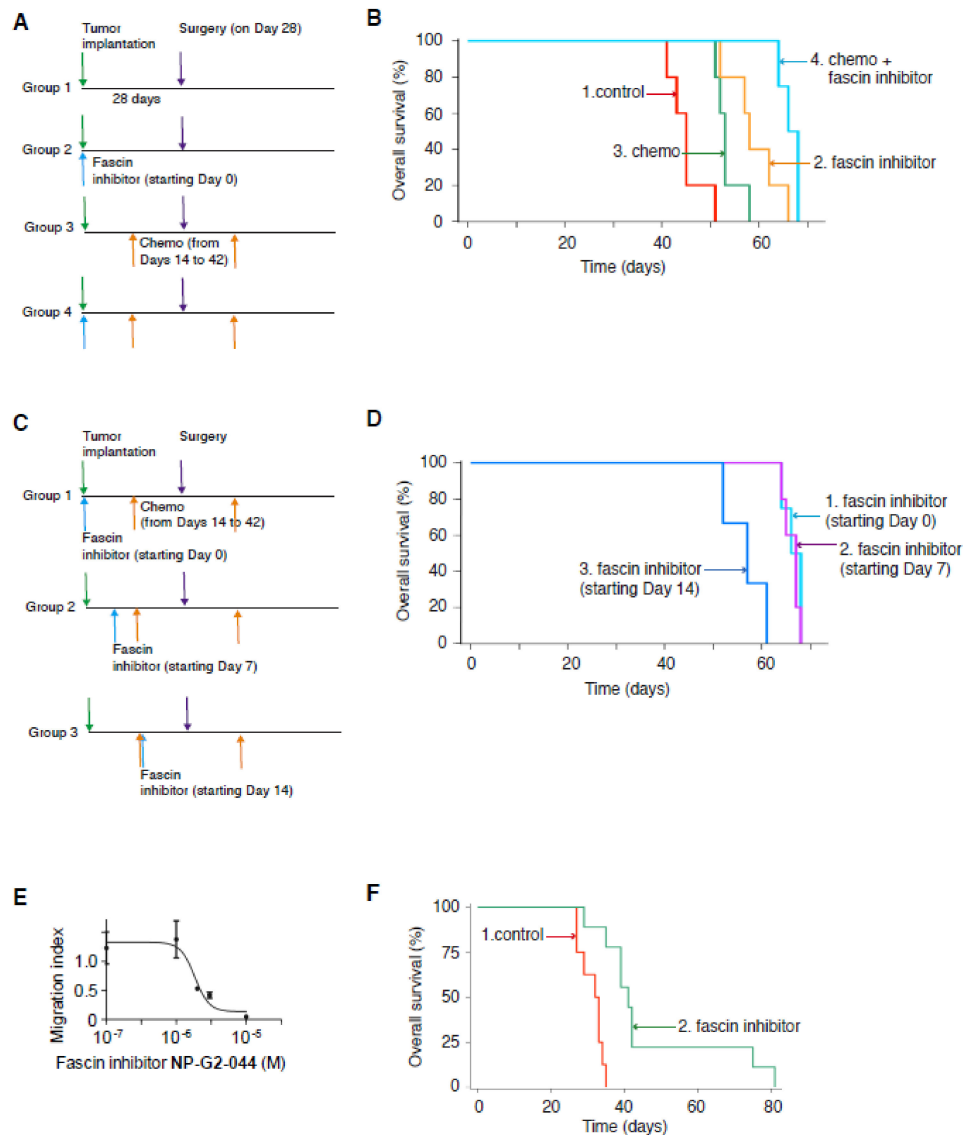 A
Tumor
implantation
Surgery (on Day 28)
Group 1
28 days
Group 2
Fascin
inhibitor (starting Day 0)
Group 3
Chemo (from
Days 14 to 42)
Group 4
B
Overall survival (%)
100
80
60
40
20
0
0 20 40 60
Time (days)
1.control
3. chemo
4. chemo +
fascin inhibitor
2. fascin inhibitor
C
Tumor
implantation
Surgery
Group 1
Chemo
(from Days 14 to 42)
Fascin
inhibitor (starting Day 0)
Group 2
Fascin
inhibitor (starting Day 7)
Group 3
Fascin
inhibitor (starting Day 14)
D
Overall survival (%)
100
80
60
40
20
0
0 20 40 60
Time (days)
1. fascin inhibitor
(starting Day 0)
2. fascin inhibitor
(starting Day 7)
3. fascin inhibitor
(starting Day 14)
E
Migration index
1.0
0.5
0
10⁻⁷ 10⁻⁶ 10⁻⁵
Fascin inhibitor NP-G2-044 (M)
F
Overall survival (%)
100
75
50
25
0
0 20 40 60 80
Time (days)
1.control
2. fascin inhibitor